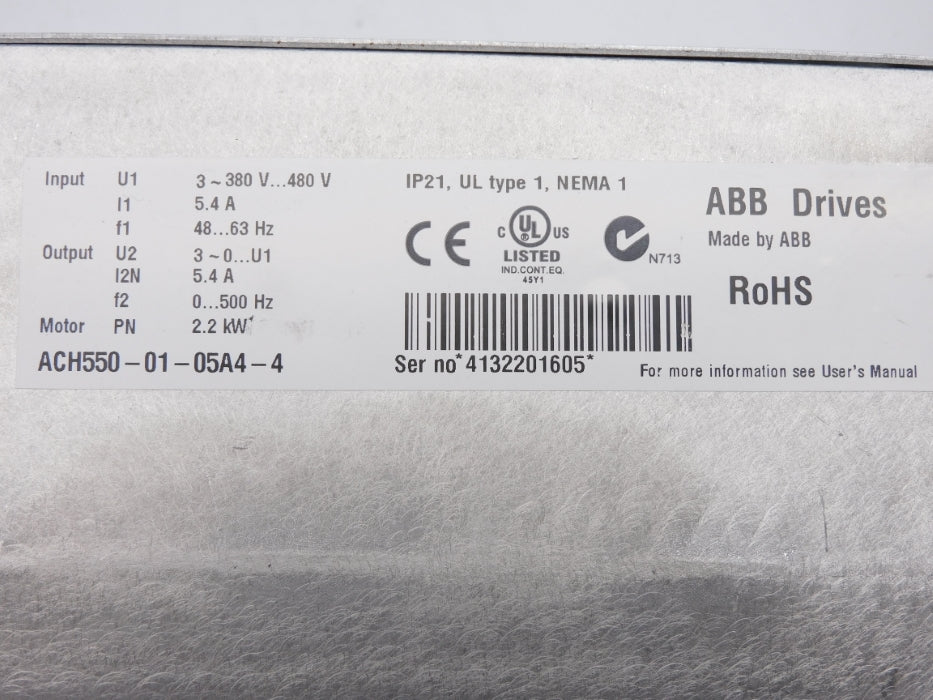 Input U1 3~380 V...480 V
I1 5.4 A
f1 48...63 Hz
Output U2 3~0...U1
I2N 5.4 A
f2 0...500 Hz
Motor PN 2.2 kW
ACH550-01-05A4-4
IP21, UL type 1, NEMA 1
CE
C UL US
LISTED
IND.CONT.EQ.
45Y1
N713
Ser no*4132201605*
ABB Drives
Made by ABB
RoHS
For more information see User's Manual